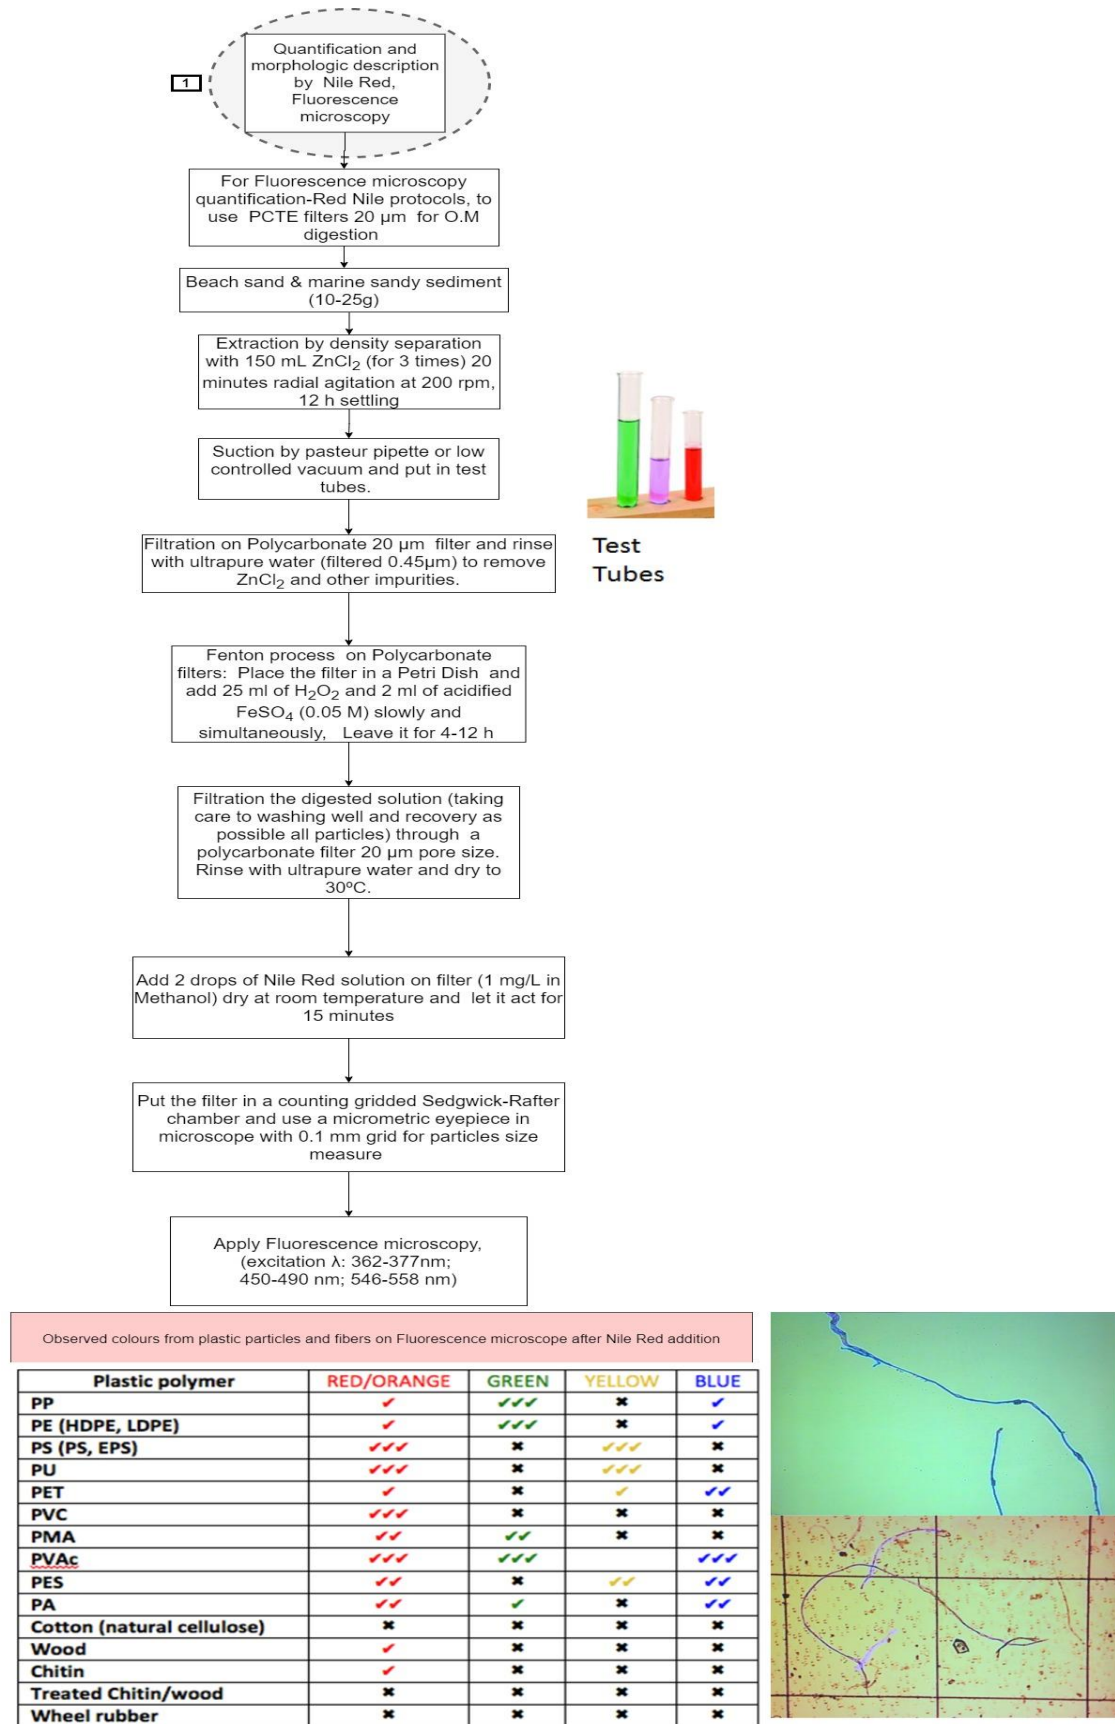 1
Quantification and
morphologic description
by Nile Red,
Fluorescence
microscopy
For Fluorescence microscopy
quantification-Red Nile protocols, to
use PCTE filters 20 µm for O.M
digestion
Beach sand & marine sandy sediment
(10-25g)
Extraction by density separation
with 150 mL ZnCl2 (for 3 times) 20
minutes radial agitation at 200 rpm,
12 h settling
Suction by pasteur pipette or low
controlled vacuum and put in test
tubes.
Test
Tubes
Filtration on Polycarbonate 20 µm filter and rinse
with ultrapure water (filtered 0.45µm) to remove
ZnCl2 and other impurities.
Fenton process on Polycarbonate
filters: Place the filter in a Petri Dish and
add 25 ml of H2O2 and 2 ml of acidified
FeSO4 (0.05 M) slowly and
simultaneously, Leave it for 4-12 h
Filtration the digested solution (taking
care to washing well and recovery as
possible all particles) through a
polycarbonate filter 20 µm pore size.
Rinse with ultrapure water and dry to
30ºC.
Add 2 drops of Nile Red solution on filter (1 mg/L in
Methanol) dry at room temperature and let it act for
15 minutes
Put the filter in a counting gridded Sedgwick-Rafter
chamber and use a micrometric eyepiece in
microscope with 0.1 mm grid for particles size
measure
Apply Fluorescence microscopy,
(excitation λ: 362-377nm;
450-490 nm; 546-558 nm)
Observed colours from plastic particles and fibers on Fluorescence microscope after Nile Red addition
Plastic polymer RED/ORANGE GREEN YELLOW BLUE
PP ✔ ✔✔✔ ✖ ✔
PE (HDPE, LDPE) ✔ ✔✔✔ ✖ ✔
PS (PS, EPS) ✔✔✔ ✖ ✔✔✔ ✖
PU ✔✔✔ ✖ ✔✔✔ ✖
PET ✔ ✖ ✔ ✔✔
PVC ✔✔✔ ✖ ✖ ✖
PMA ✔✔ ✔✔ ✖ ✖
PVAc ✔✔✔ ✔✔✔ ✔✔✔
PES ✔✔ ✖ ✔✔ ✔✔
PA ✔✔ ✔ ✖ ✔✔
Cotton (natural cellulose) ✖ ✖ ✖ ✖
Wood ✔ ✖ ✖ ✖
Chitin ✔ ✖ ✖ ✖
Treated Chitin/wood ✖ ✖ ✖ ✖
Wheel rubber ✖ ✖ ✖ ✖